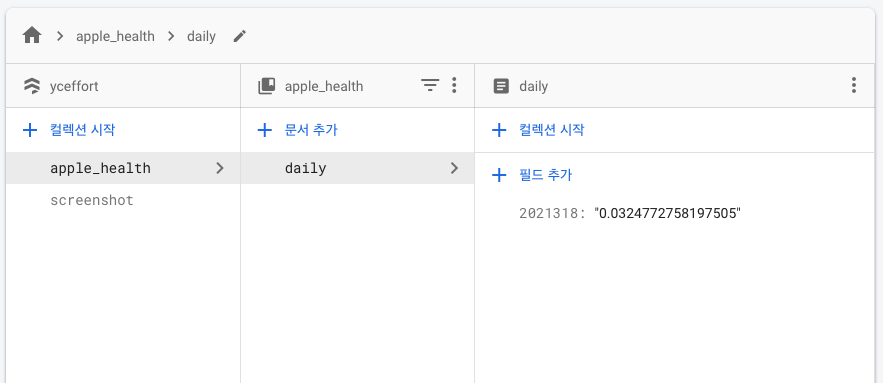 apple_health daily
yceffort apple_health daily
컬렉션 시작 문서 추가 컬렉션 시작
apple_health daily 필드 추가
screenshot
2021318: "0.0324772758197505"